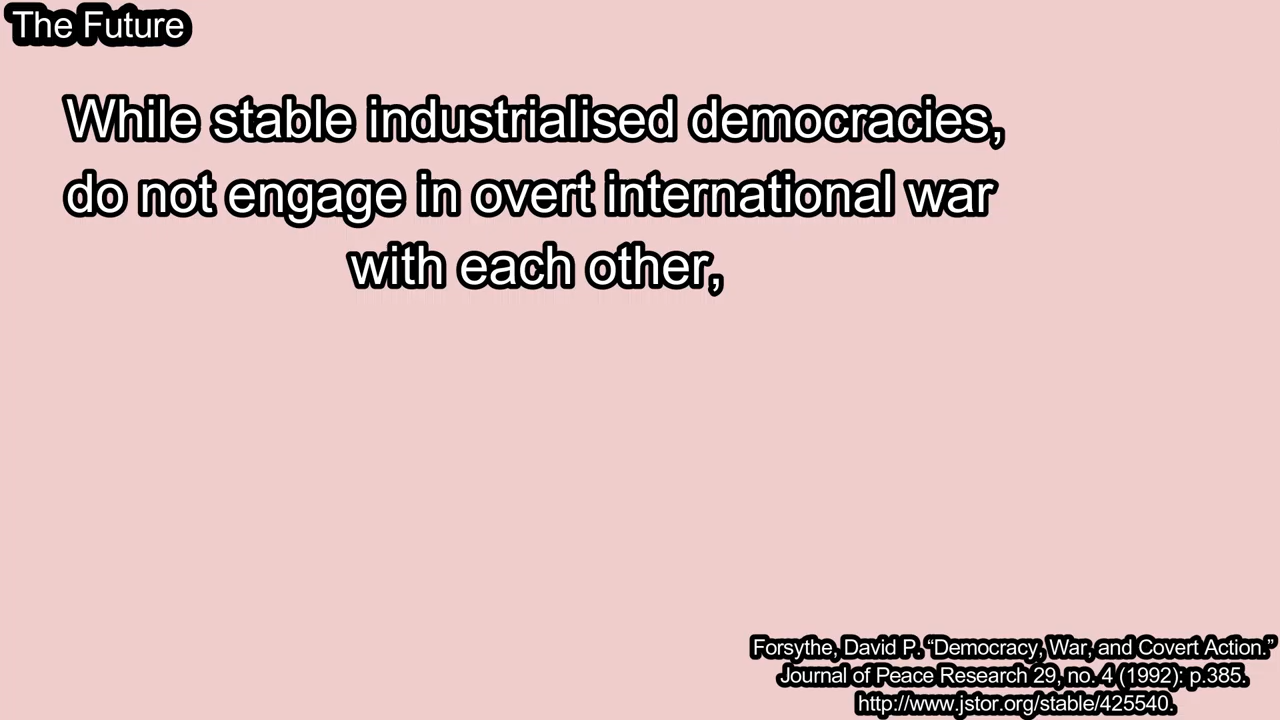 The Future
While stable industrialised democracies,
do not engage in overt international war
with each other,
Forsythe, David P. “Democracy, War, and Covert Action.”
Journal of Peace Research 29, no. 4 (1992): p.385.
http://www.jstor.org/stable/425540.